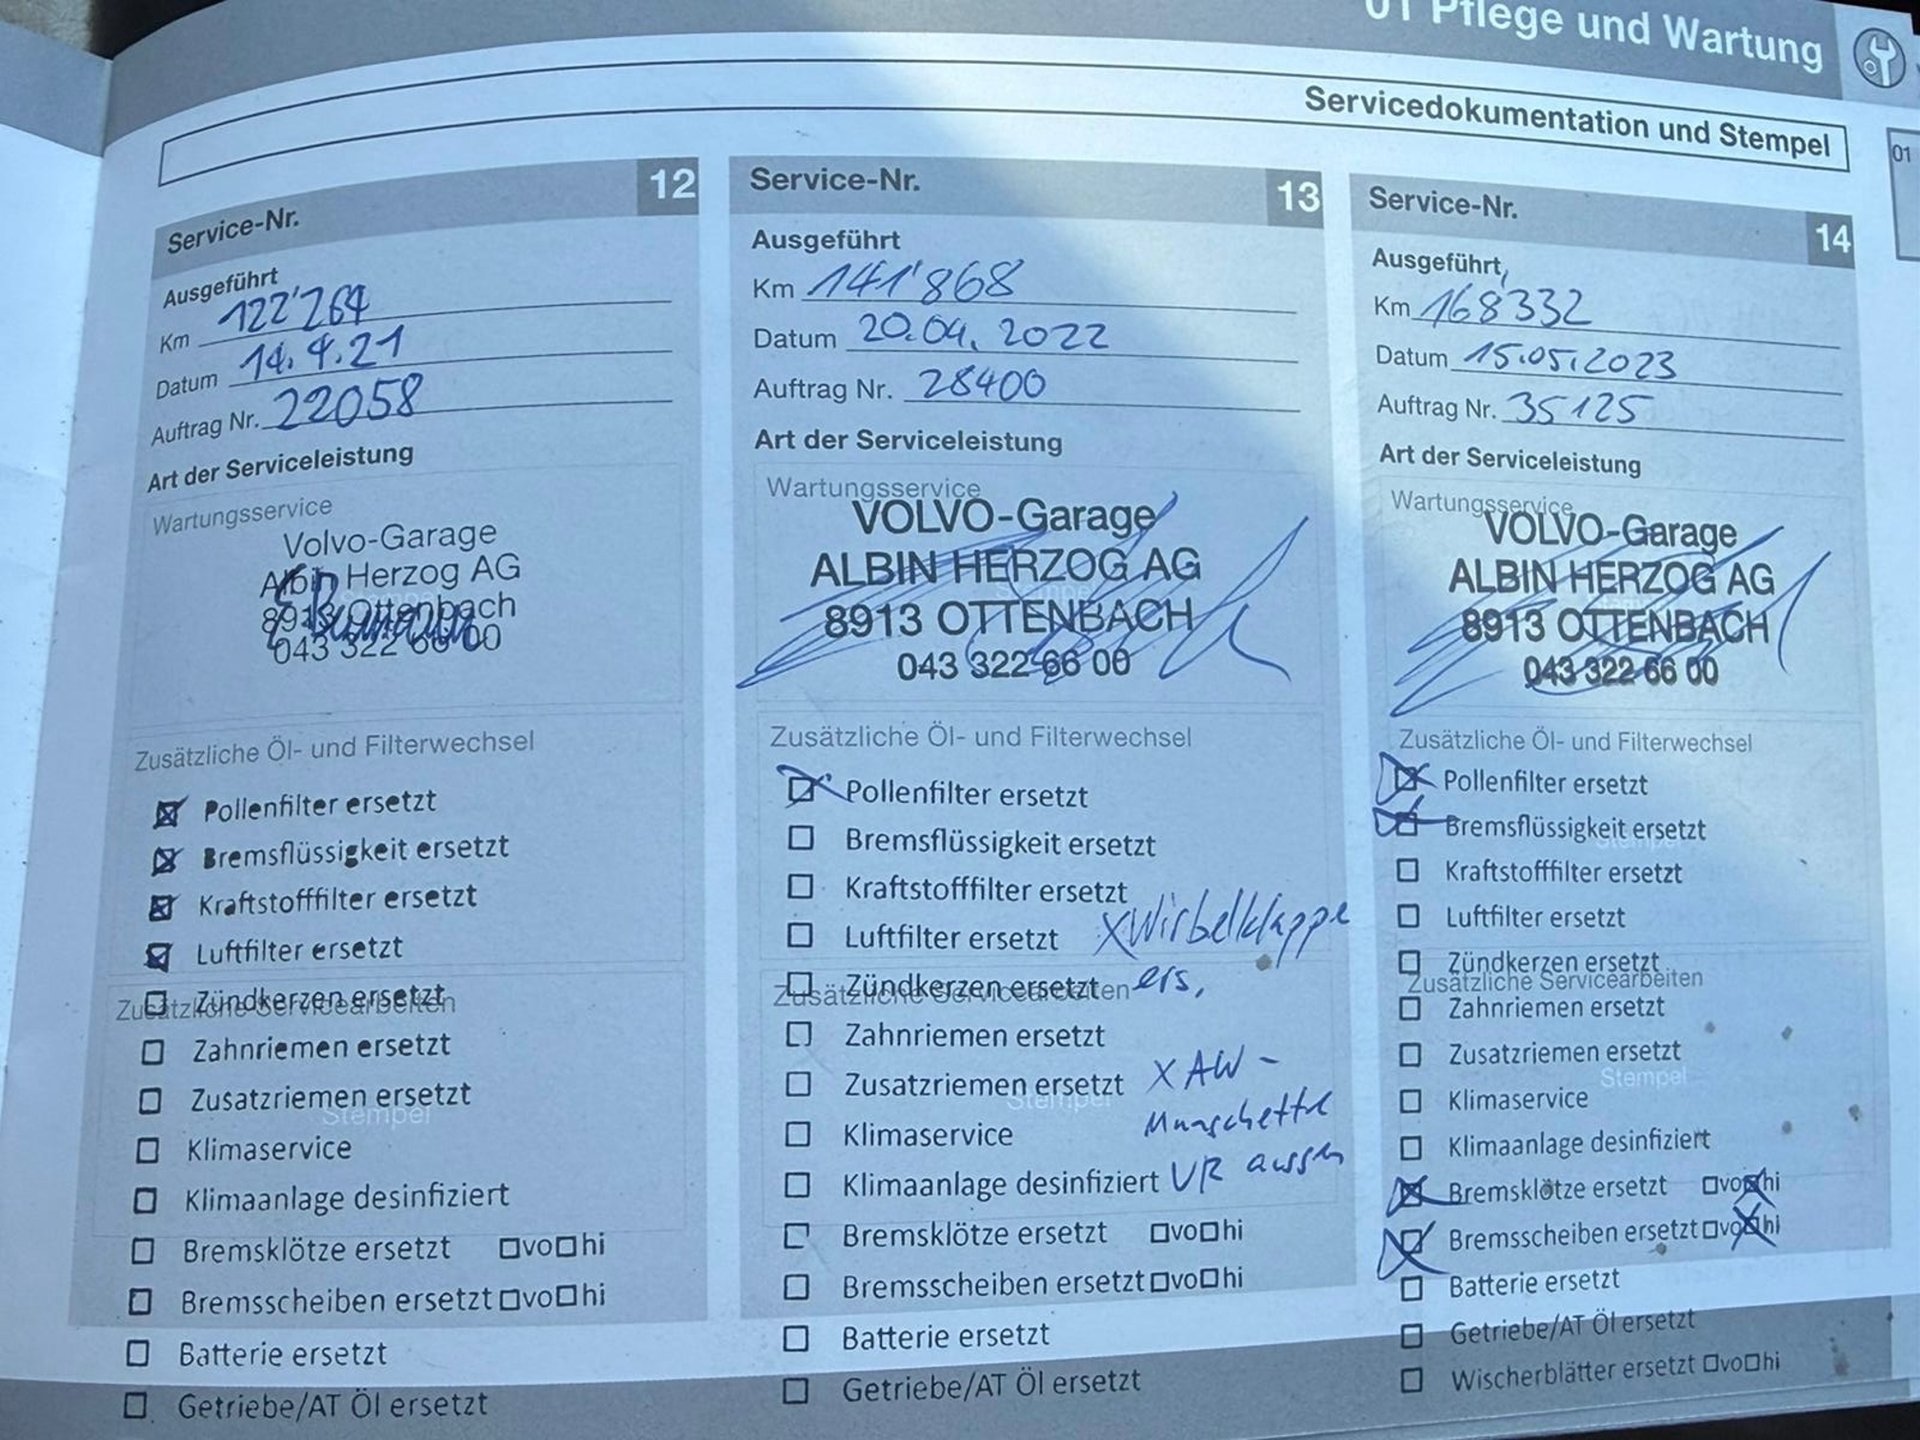 01 Pflege und Wartung
Servicedokumentation und Stempel
01
Service-Nr. 12
Ausgeführt
Km 122'264
Datum 14.4.21
Auftrag Nr. 22058
Art der Serviceleistung
Wartungsservice
Volvo-Garage
Albin Herzog AG
8913 Ottenbach
043 322 66 00
Zusätzliche Öl- und Filterwechsel
Pollenfilter ersetzt
Bremsflüssigkeit ersetzt
Kraftstofffilter ersetzt
Luftfilter ersetzt
Zündkerzen ersetzt
Zusätzliche Servicearbeiten
Zahnriemen ersetzt
Zusatzriemen ersetzt
Stempel
Klimaservice
Klimaanlage desinfiziert
Bremsklötze ersetzt vo hi
Bremsscheiben ersetzt vo hi
Batterie ersetzt
Getriebe/AT Öl ersetzt
Service-Nr. 13
Ausgeführt
Km 141'868
Datum 20.04.2022
Auftrag Nr. 28400
Art der Serviceleistung
Wartungsservice
VOLVO-Garage
ALBIN HERZOG AG
Stempel
8913 OTTENBACH
043 322 66 00
Zusätzliche Öl- und Filterwechsel
Pollenfilter ersetzt
Bremsflüssigkeit ersetzt
Kraftstofffilter ersetzt
Luftfilter ersetzt X Wirbelklappe
Zündkerzen ersetzt ers.
Zusätzliche Servicearbeiten
Zahnriemen ersetzt
Zusatzriemen ersetzt X AW-
Stempel
Klimaservice Manschette
Klimaanlage desinfiziert VR aussen
Bremsklötze ersetzt vo hi
Bremsscheiben ersetzt vo hi
Batterie ersetzt
Getriebe/AT Öl ersetzt
Service-Nr. 14
Ausgeführt
Km 168332
Datum 15.05.2023
Auftrag Nr. 35125
Art der Serviceleistung
Wartungsservice
VOLVO-Garage
ALBIN HERZOG AG
8913 OTTENBACH
043 322 66 00
Zusätzliche Öl- und Filterwechsel
Pollenfilter ersetzt
Bremsflüssigkeit ersetzt
Stempel
Kraftstofffilter ersetzt
Luftfilter ersetzt
Zündkerzen ersetzt
Zusätzliche Servicearbeiten
Zahnriemen ersetzt
Zusatzriemen ersetzt
Stempel
Klimaservice
Klimaanlage desinfiziert
Bremsklötze ersetzt vo hi
Bremsscheiben ersetzt vo hi
Batterie ersetzt
Getriebe/AT Öl ersetzt
Wischerblätter ersetzt vo hi